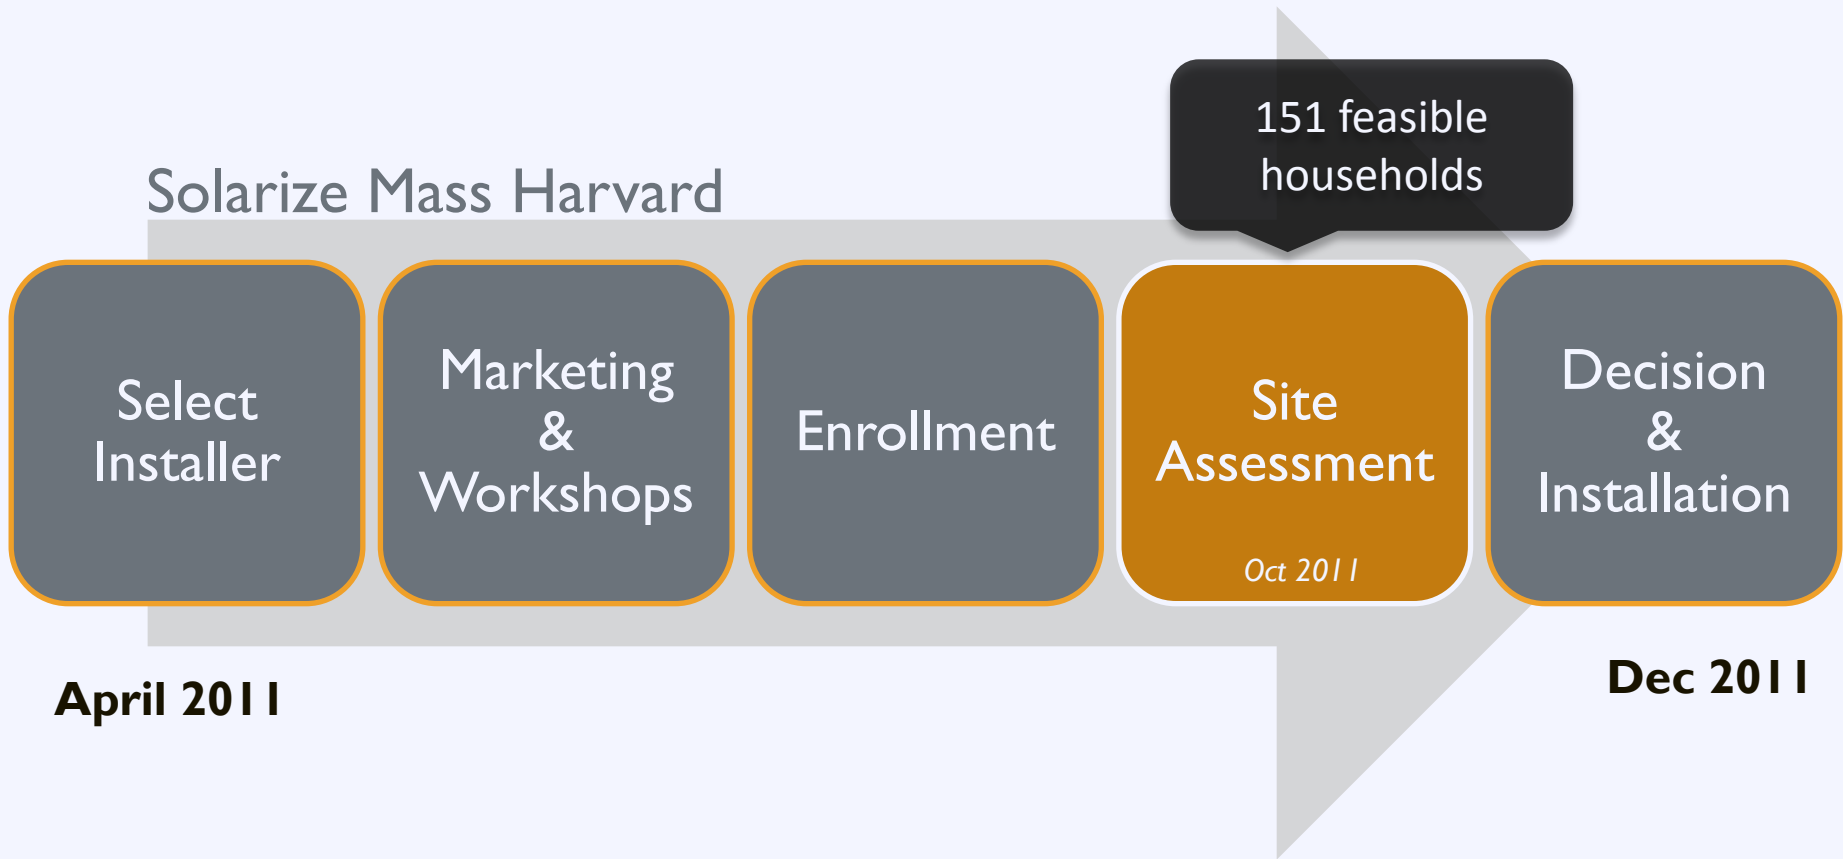 Solarize Mass Harvard
151 feasible
households
Select
Installer
Marketing
&
Workshops
Enrollment
Site
Assessment
Oct 2011
Decision
&
Installation
April 2011
Dec 2011